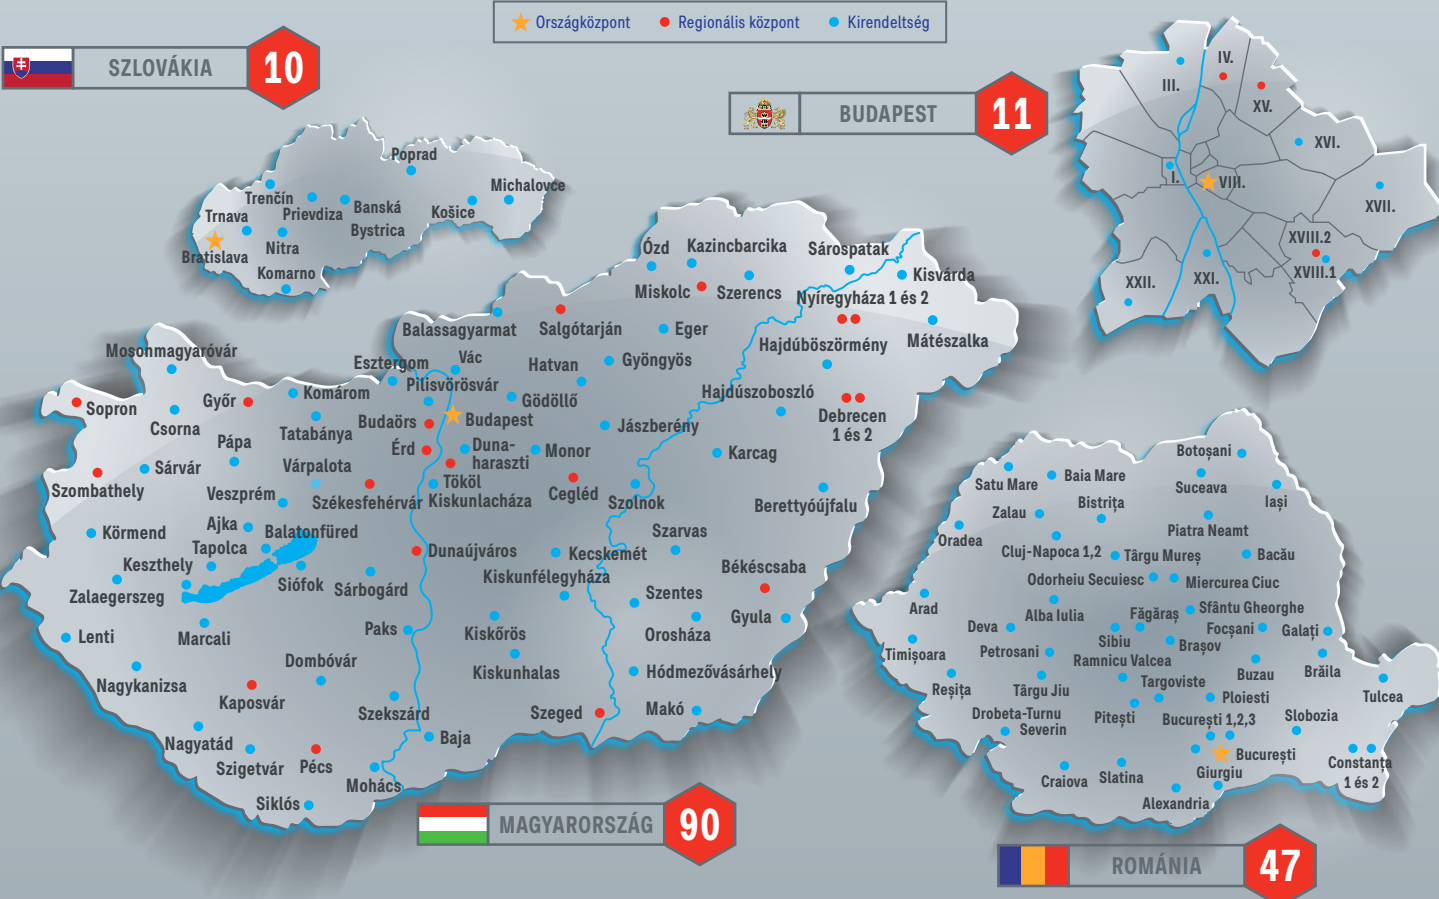 Országközpont
Regionális központ
Kirendeltség
SZLOVÁKIA
10
Poprad
Michalovce
Trenčín
Prievdiza
Banská
Bystrica
Košice
Trnava
Nitra
Bratislava
Komarno
BUDAPEST
11
IV.
III.
XV.
XVI.
I.
VIII.
XVII.
XVIII.2
XVIII.1
XXI.
XXII.
Ózd
Kazincbarcika
Sárospatak
Kisvárda
Miskolc
Szerencs
Nyíregyháza 1 és 2
Balassagyarmat
Salgótarján
Eger
Mátészalka
Mosonmagyaróvár
Esztergom
Vác
Hatvan
Gyöngyös
Hajdúböszörmény
Pilisvörösvár
Komárom
Gödöllő
Hajdúszoboszló
Sopron
Győr
Csorna
Tatabánya
Budaörs
Budapest
Jászberény
Debrecen
1 és 2
Pápa
Érd
Duna-
haraszti
Monor
Karcag
Sárvár
Várpalota
Tököl
Szombathely
Veszprém
Székesfehérvár
Kiskunlacháza
Cegléd
Szolnok
Berettyóújfalu
Körmend
Ajka
Balatonfüred
Szarvas
Tapolca
Dunaújváros
Kecskemét
Keszthely
Kiskunfélegyháza
Békéscsaba
Zalaegerszeg
Siófok
Sárbogárd
Szentes
Lenti
Marcali
Paks
Kiskőrös
Orosháza
Gyula
Dombóvár
Kiskunhalas
Hódmezővásárhely
Nagykanizsa
Kaposvár
Szekszárd
Szeged
Makó
Nagyatád
Szigetvár
Pécs
Baja
Mohács
Siklós
MAGYARORSZÁG
90
Botoșani
Satu Mare
Baia Mare
Suceava
Iași
Zalau
Bistrița
Piatra Neamt
Oradea
Cluj-Napoca 1,2
Târgu Mureș
Bacău
Odorheiu Secuiesc
Miercurea Ciuc
Arad
Alba Iulia
Făgăraș
Sfântu Gheorghe
Deva
Sibiu
Focșani
Galați
Timișoara
Petrosani
Ramnicu Valcea
Brașov
Reșița
Târgu Jiu
Targoviste
Buzau
Brăila
Tulcea
Drobeta-Turnu
Severin
Pitești
Ploiesti
București 1,2,3
Slobozia
București
Constanța
1 és 2
Craiova
Slatina
Giurgiu
Alexandria
ROMÁNIA
47